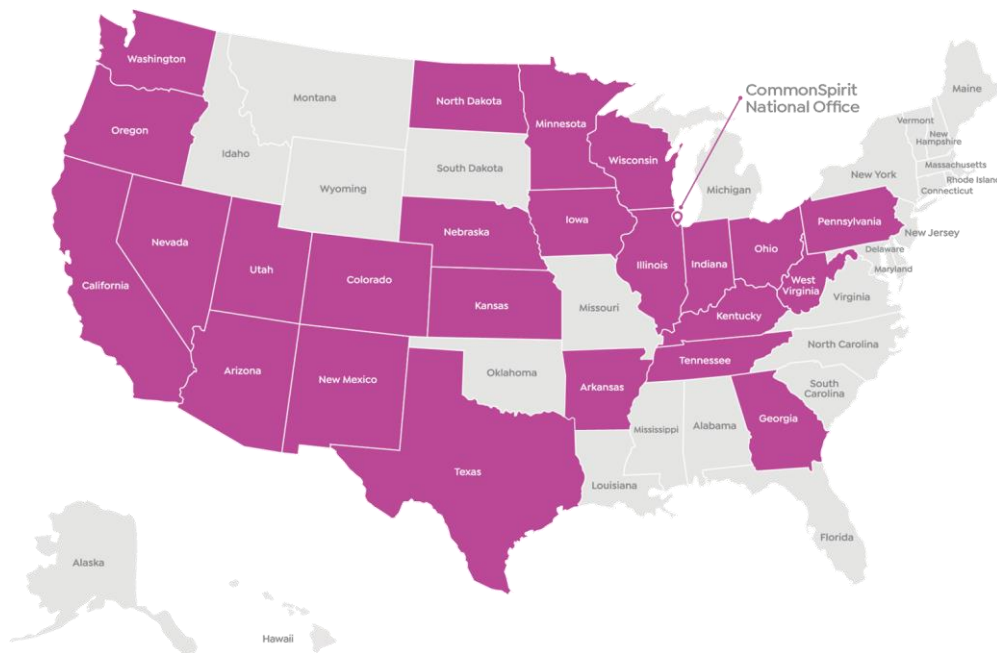 Washington
Oregon
California
Nevada
Idaho
Montana
Wyoming
Utah
Colorado
Arizona
New Mexico
North Dakota
South Dakota
Nebraska
Kansas
Oklahoma
Texas
Minnesota
Iowa
Missouri
Arkansas
Louisiana
Wisconsin
Illinois
CommonSpirit
National Office
Michigan
Indiana
Ohio
Kentucky
Tennessee
Mississippi
Alabama
Georgia
Florida
South
Carolina
North Carolina
Virginia
West
Virginia
Pennsylvania
New York
Vermont
New
Hampshire
Maine
Massachusetts
Rhode Island
Connecticut
New Jersey
Delaware
Maryland
Alaska
Hawaii